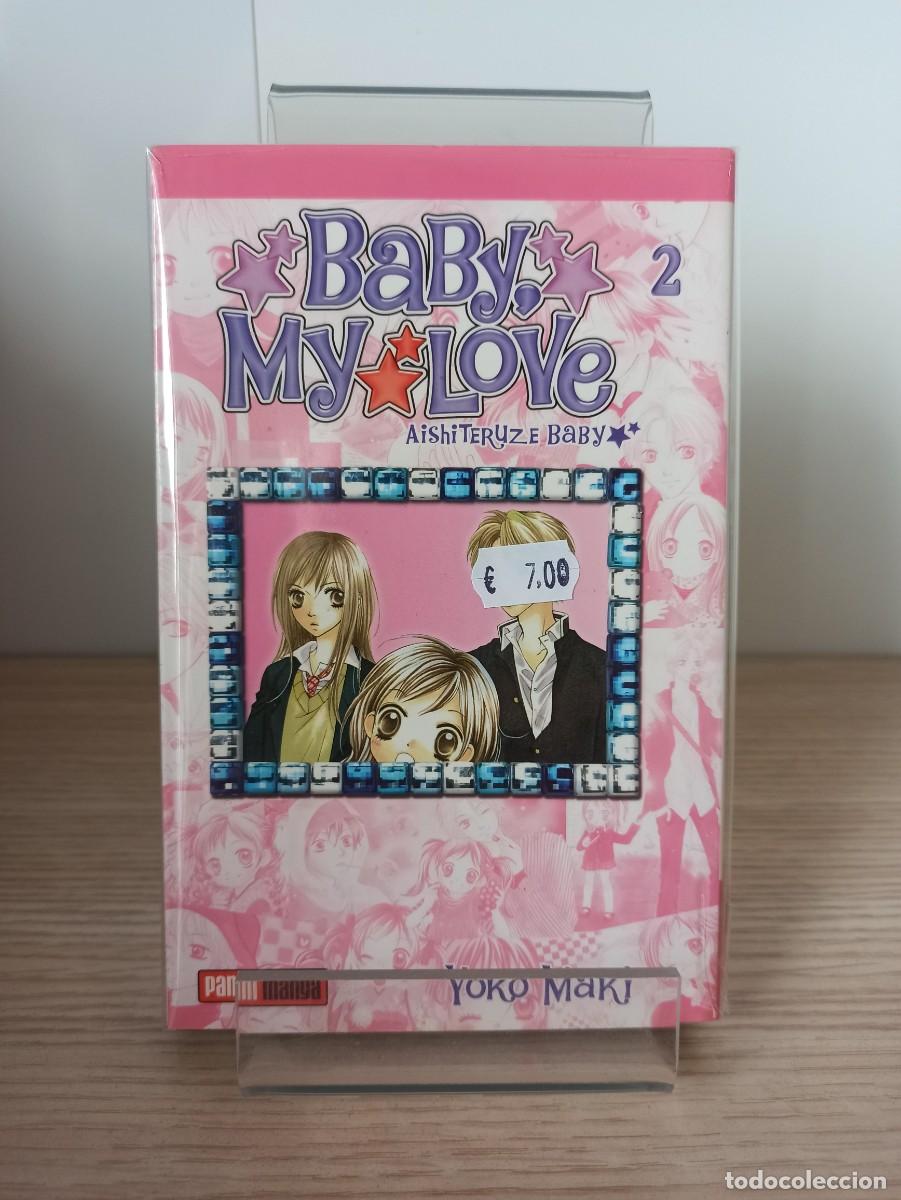 BaBy, 2
My Love
AishiTeruze Baby
€ 7,00
panini manga
Yoko Maki
todocoleccion